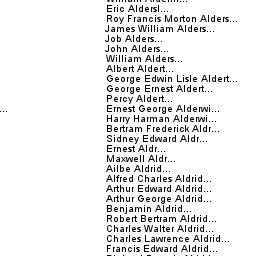 Eric Aldersl...
Roy Francis Morton Alders...
James William Alders...
Job Alders...
John Alders...
William Alders...
Albert Aldert...
George Edwin Lisle Aldert...
George Ernest Aldert...
Percy Aldert...
...
Ernest George Alderwi...
Harry Harman Alderwi...
Bertram Frederick Aldr...
Sidney Edward Aldr...
Ernest Aldr...
Maxwell Aldr...
Ailbe Aldrid...
Alfred Charles Aldrid...
Arthur Edward Aldrid...
Arthur George Aldrid...
Benjamin Aldrid...
Robert Bertram Aldrid...
Charles Walter Aldrid...
Charles Lawrence Aldrid...
Francis Edward Aldrid...